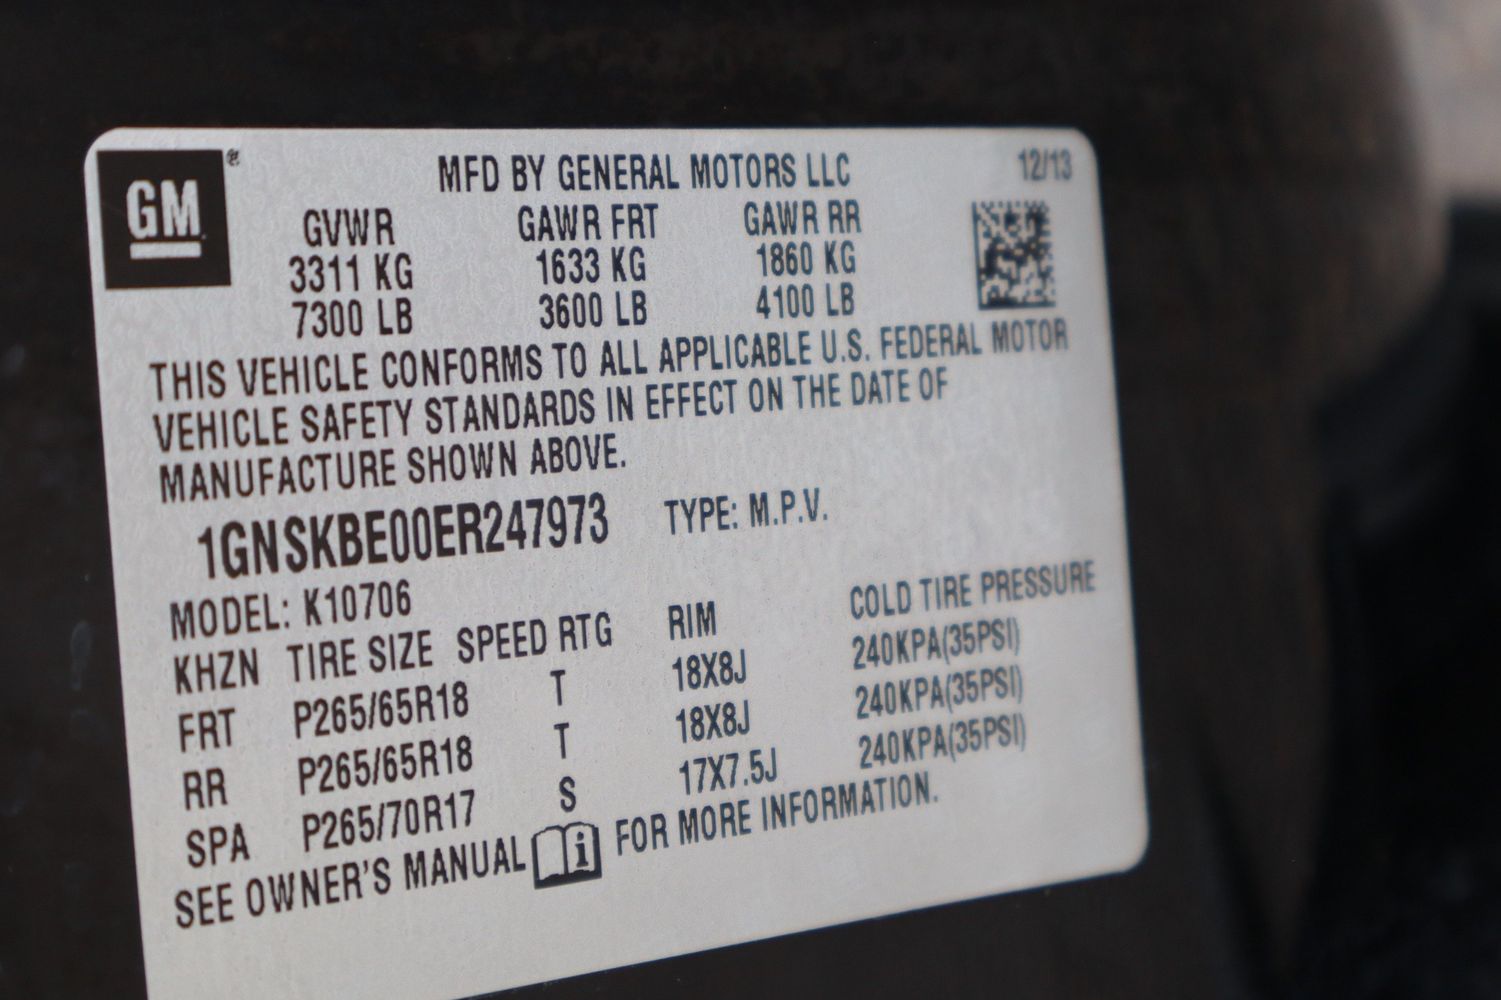 GM®
MFD BY GENERAL MOTORS LLC 12/13
GVWR GAWR FRT GAWR RR
3311 KG 1633 KG 1860 KG
7300 LB 3600 LB 4100 LB
THIS VEHICLE CONFORMS TO ALL APPLICABLE U.S. FEDERAL MOTOR
VEHICLE SAFETY STANDARDS IN EFFECT ON THE DATE OF
MANUFACTURE SHOWN ABOVE.
1GNSKBE00ER247973 TYPE: M.P.V.
MODEL: K10706
KHZN TIRE SIZE SPEED RTG RIM COLD TIRE PRESSURE
FRT P265/65R18 T 18X8J 240KPA(35PSI)
RR P265/65R18 T 18X8J 240KPA(35PSI)
SPA P265/70R17 S 17X7.5J 240KPA(35PSI)
SEE OWNER'S MANUAL i FOR MORE INFORMATION.